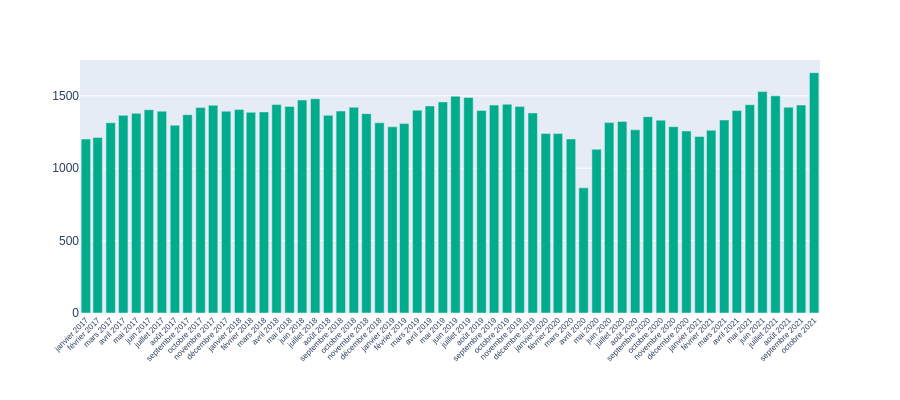 1500
1000
500
0
janvier 2017
février 2017
mars 2017
avril 2017
mai 2017
juin 2017
juillet 2017
août 2017
septembre 2017
octobre 2017
novembre 2017
décembre 2017
janvier 2018
février 2018
mars 2018
avril 2018
mai 2018
juin 2018
juillet 2018
août 2018
septembre 2018
octobre 2018
novembre 2018
décembre 2018
janvier 2019
février 2019
mars 2019
avril 2019
mai 2019
juin 2019
juillet 2019
août 2019
septembre 2019
octobre 2019
novembre 2019
décembre 2019
janvier 2020
février 2020
mars 2020
avril 2020
mai 2020
juin 2020
juillet 2020
août 2020
septembre 2020
octobre 2020
novembre 2020
décembre 2020
janvier 2021
février 2021
mars 2021
avril 2021
mai 2021
juin 2021
juillet 2021
août 2021
septembre 2021
octobre 2021